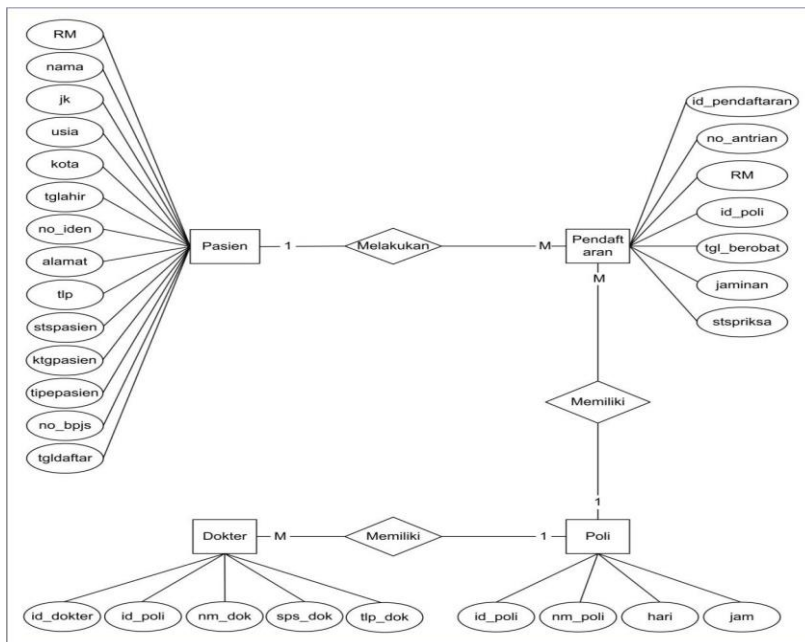 RM
nama
jk
usia
kota
tglahir
no_iden
alamat
tlp
stspasien
ktgpasien
tipepasien
no_bpjs
tgldaftar
Pasien
1
Melakukan
M
Pendaft
aran
id_pendaftaran
no_antrian
RM
id_poli
tgl_berobat
jaminan
stspriksa
M
Memiliki
1
Dokter
M
Memiliki
1
Poli
id_dokter
id_poli
nm_dok
sps_dok
tlp_dok
id_poli
nm_poli
hari
jam